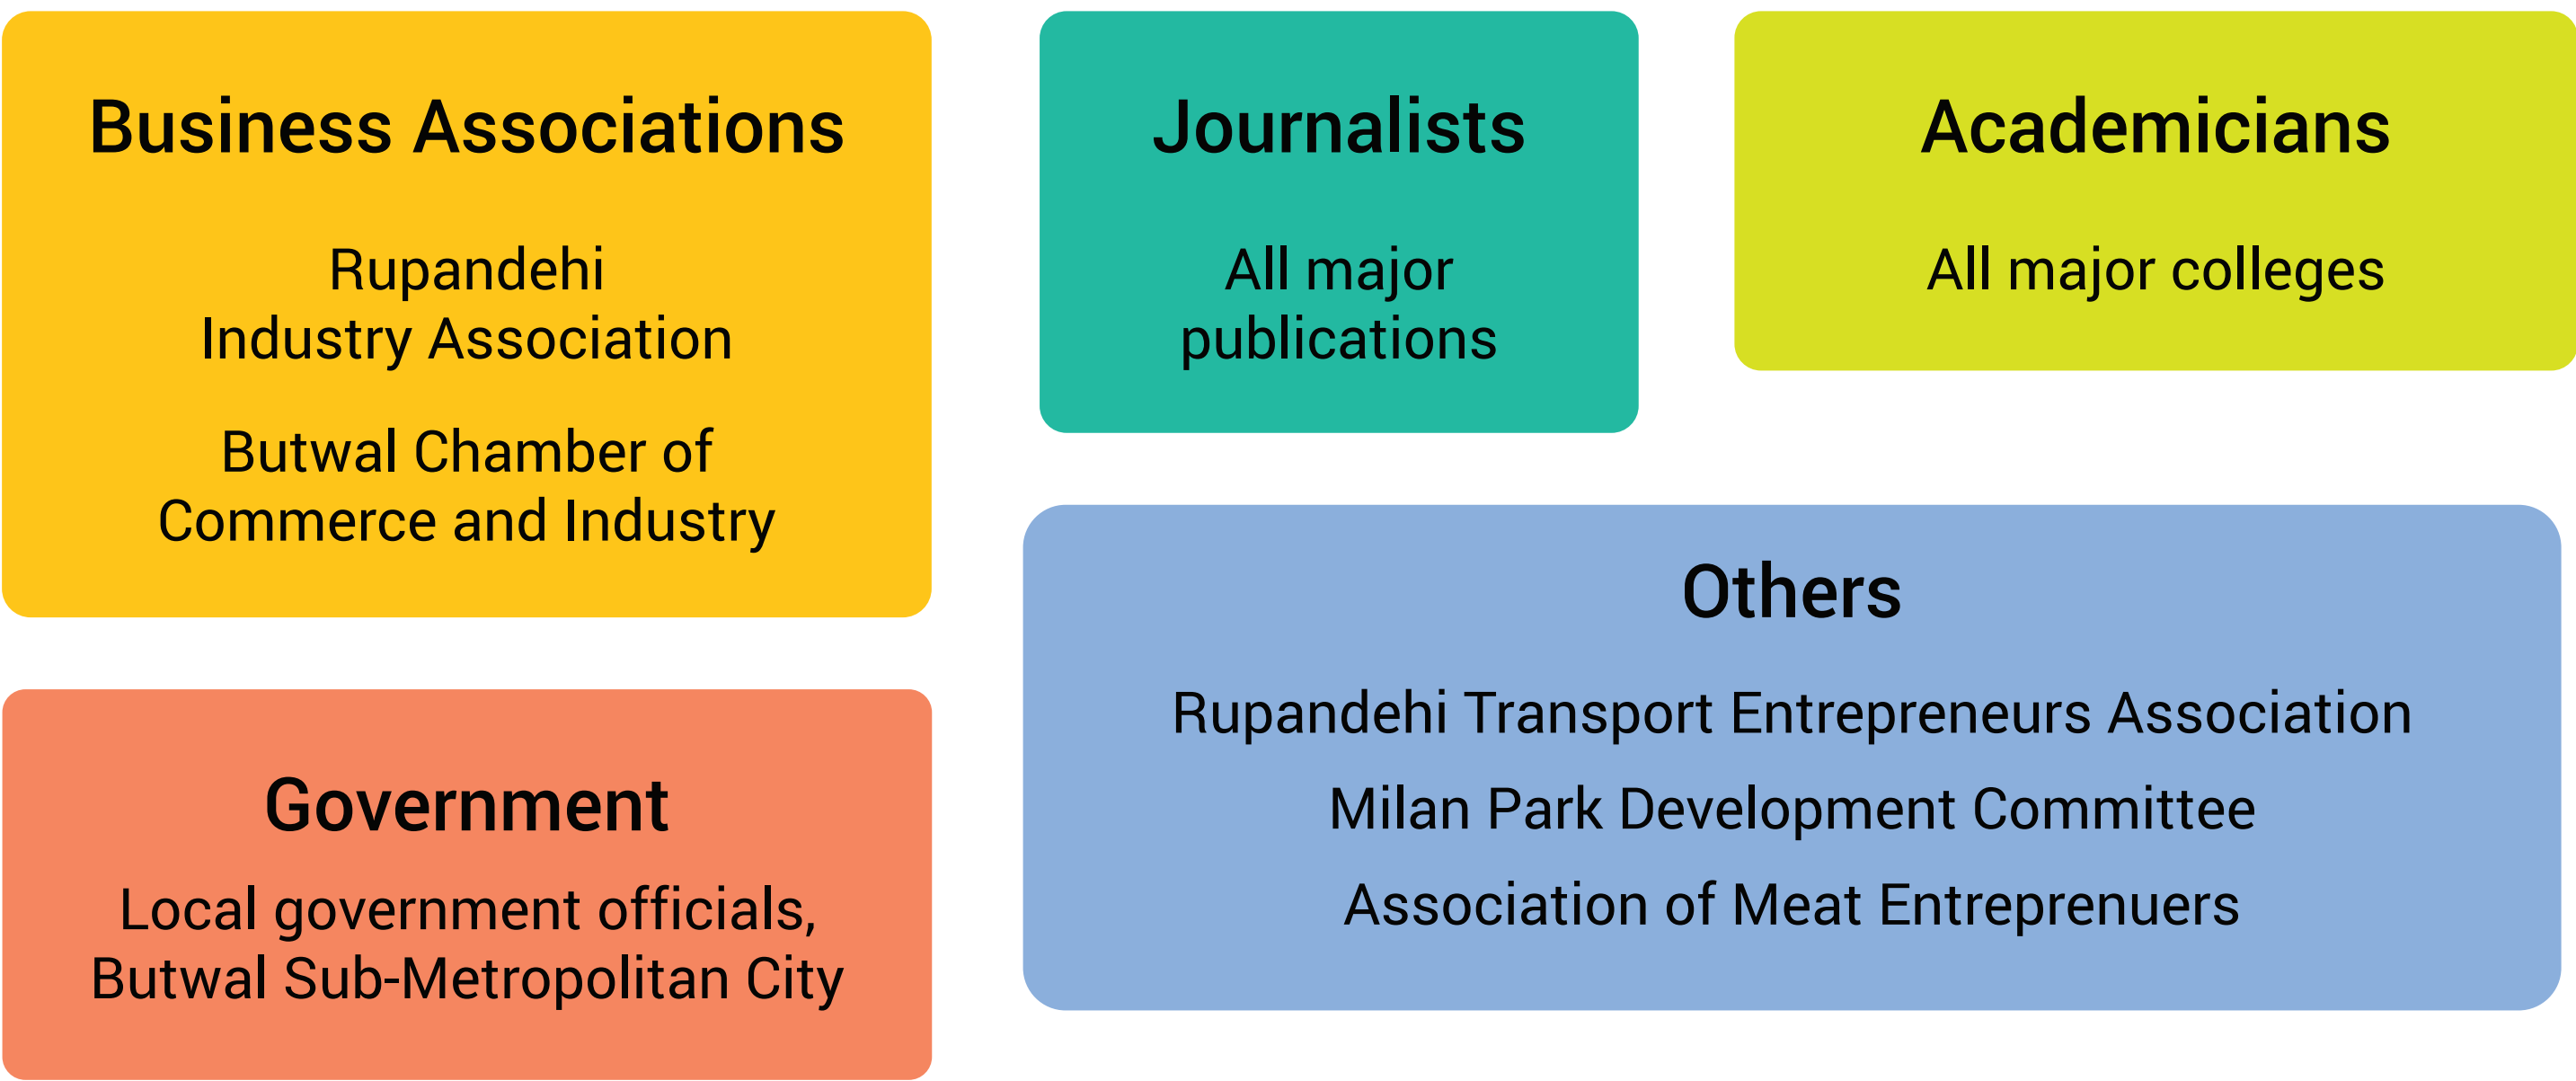 Business Associations
Rupandehi
Industry Association
Butwal Chamber of
Commerce and Industry
Journalists
All major
publications
Academicians
All major colleges
Government
Local government officials,
Butwal Sub-Metropolitan City
Others
Rupandehi Transport Entrepreneurs Association
Milan Park Development Committee
Association of Meat Entreprenuers